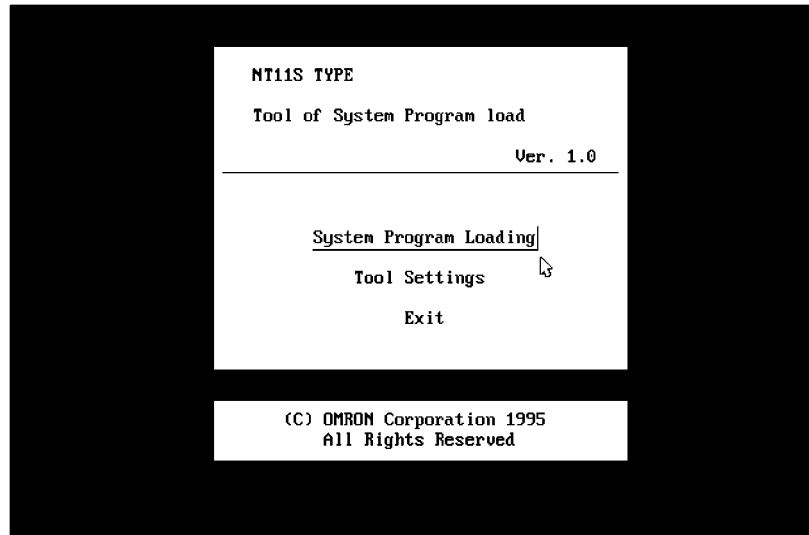 NT11S TYPE
Tool of System Program load
Ver. 1.0
System Program Loading
Tool Settings
Exit
(C) OMRON Corporation 1995
All Rights Reserved